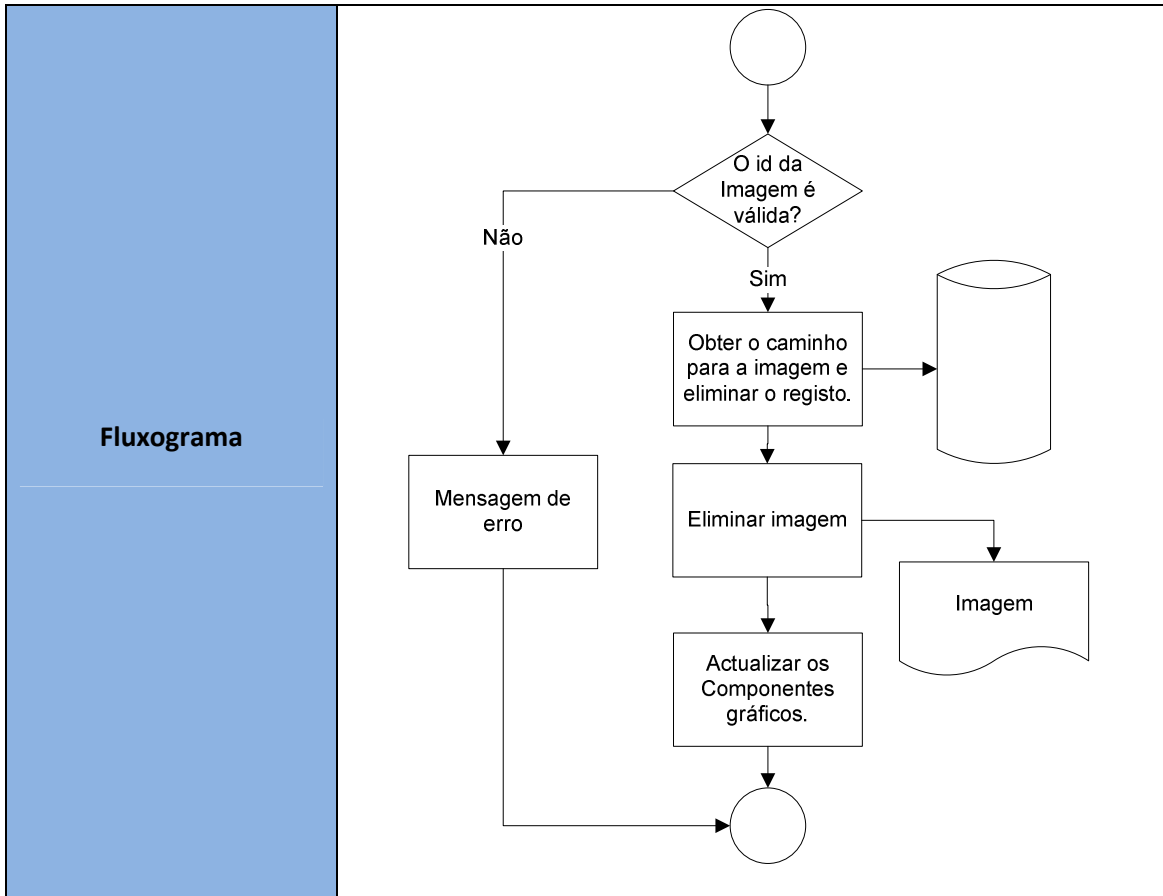 Fluxograma
O id da
Imagem é
válida?
Não
Sim
Obter o caminho
para a imagem e
eliminar o registo.
Mensagem de
erro
Eliminar imagem
Imagem
Actualizar os
Componentes
gráficos.